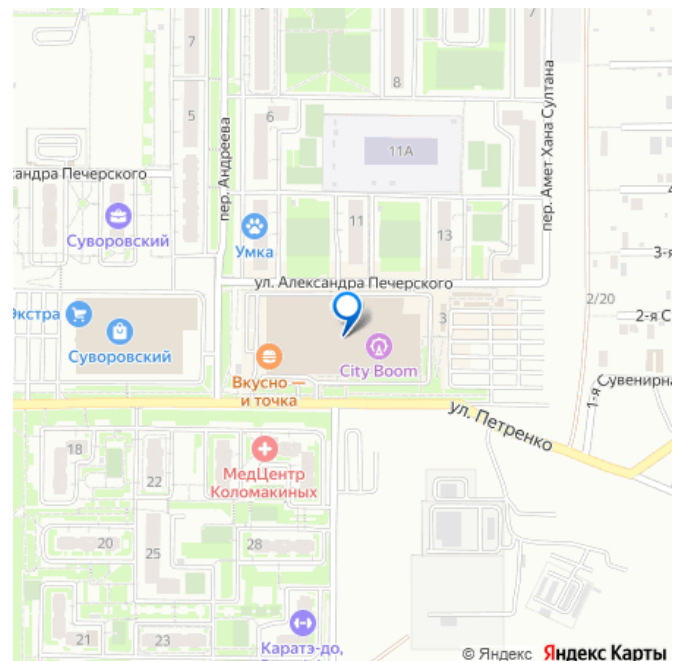 7
7
8
6
5
пер. Андреева
11А
пер. Амет Хана Султана
сандра Печерского
Суворовский
Умка
11
13
3-я
ул. Александра Печерского
2/20
Экстра
3
2-я С
Суворовский
City Boom
Вкусно —
и точка
1-я Сувенирна
ул. Петренко
18
МедЦентр
Коломакиных
22
20
25
28
21
23
Каратэ-до,
© Яндекс Яндекс Карты